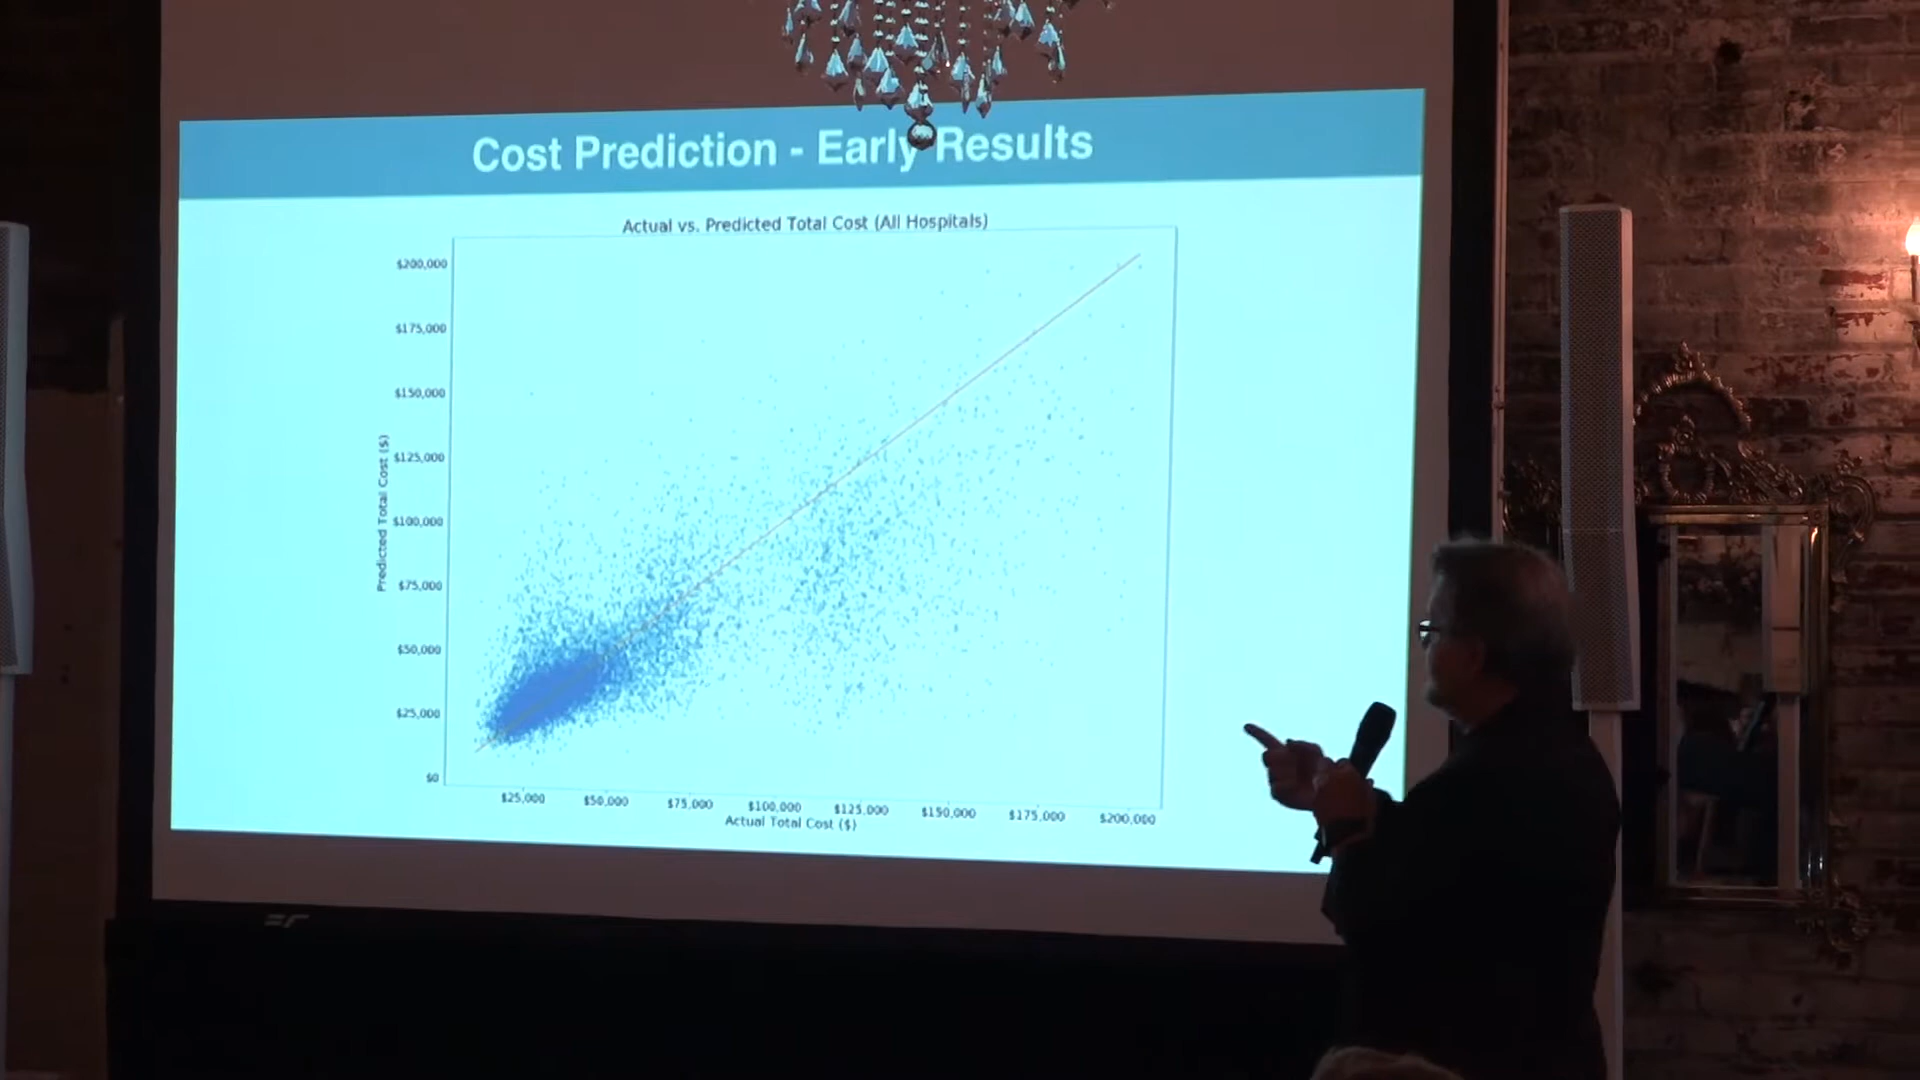 Cost Prediction - Early Results
Actual vs. Predicted Total Cost (All Hospitals)
$200,000
$175,000
$150,000
$125,000
$100,000
$75,000
$50,000
$25,000
$0
Predicted Total Cost ($)
$25,000 $50,000 $75,000 $100,000 $125,000 $150,000 $175,000 $200,000
Actual Total Cost ($)